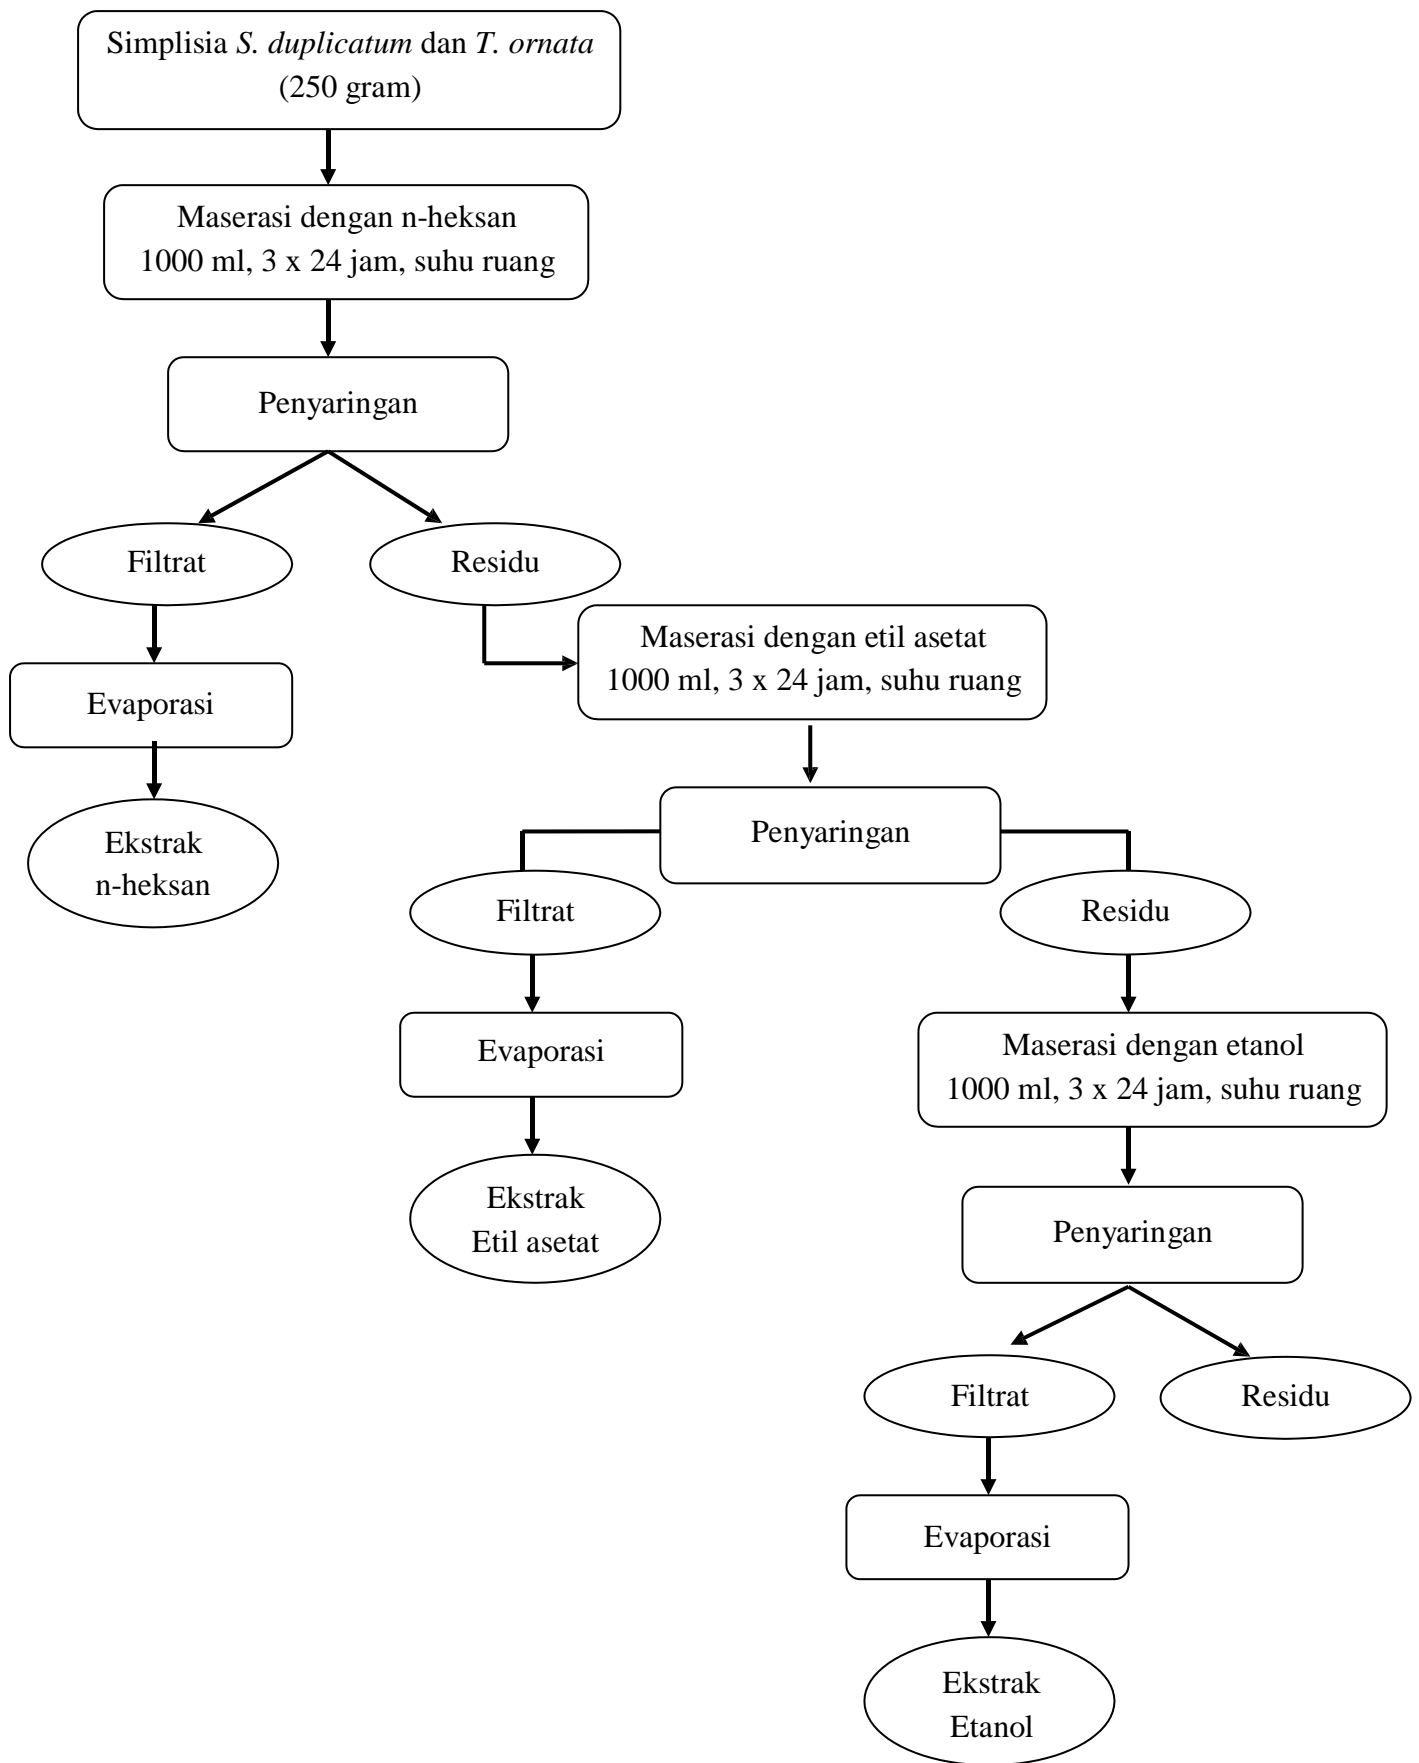 Simplisia S. duplicatum dan T. ornata
(250 gram)
Maserasi dengan n-heksan
1000 ml, 3 x 24 jam, suhu ruang
Penyaringan
Filtrat
Residu
Maserasi dengan etil asetat
1000 ml, 3 x 24 jam, suhu ruang
Evaporasi
Ekstrak
n-heksan
Penyaringan
Filtrat
Residu
Evaporasi
Maserasi dengan etanol
1000 ml, 3 x 24 jam, suhu ruang
Ekstrak
Etil asetat
Penyaringan
Filtrat
Residu
Evaporasi
Ekstrak
Etanol